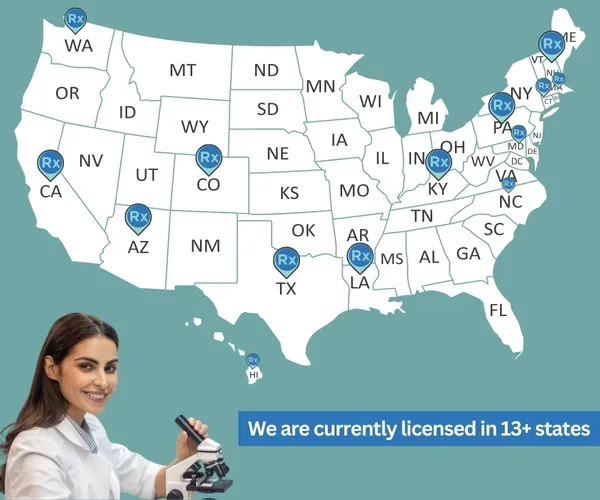 Rx
WA
MT
ND
MN
OR
ID
SD
WI
MI
VT
ME
NH
Rx
Rx
Rx
Rx
MA
NY
CT
WY
IA
NE
IL
IN
OH
PA
Rx
Rx
NJ
MD
DE
DC
WV
VA
Rx
NC
Rx
CA
NV
UT
Rx
CO
KS
MO
Rx
KY
TN
SC
Rx
AZ
NM
OK
AR
MS
AL
GA
Rx
TX
Rx
LA
FL
Rx
HI
We are currently licensed in 13+ states